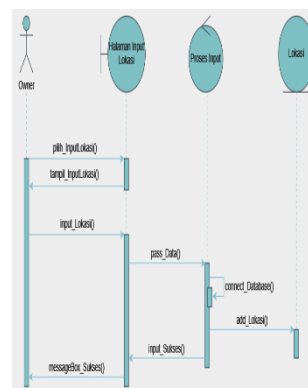 Halaman Input
Lokasi
Proses Input
Lokasi
Owner
pilih_InputLokasi()
tampil_InputLokasi()
input_Lokasi()
pass_Data()
connect_Database()
add_Lokasi()
input_Sukses()
messageBox_Sukses()